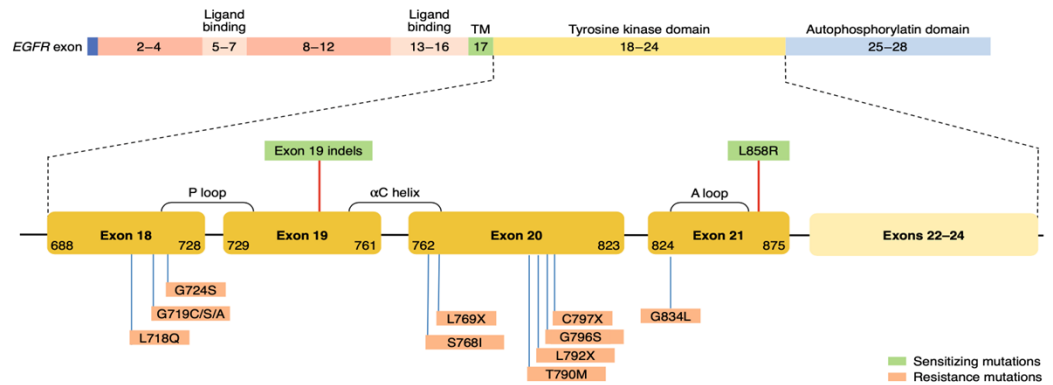 Ligand binding
Ligand binding
TM
Tyrosine kinase domain
Autophosphorylatin domain
EGFR exon
2–4
5–7
8–12
13–16
17
18–24
25–28
Exon 19 indels
L858R
P loop
αC helix
A loop
688
Exon 18
728
729
Exon 19
761
762
Exon 20
823
824
Exon 21
875
Exons 22–24
G724S
G719C/S/A
L718Q
L769X
S768I
C797X
G796S
L792X
T790M
G834L
Sensitizing mutations
Resistance mutations